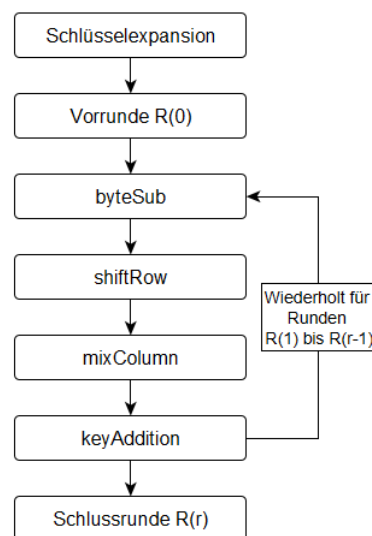 Schlüsselexpansion
Vorrunde R(0)
byteSub
shiftRow
Wiederholt für
Runden
R(1) bis R(r-1)
mixColumn
keyAddition
Schlussrunde R(r)